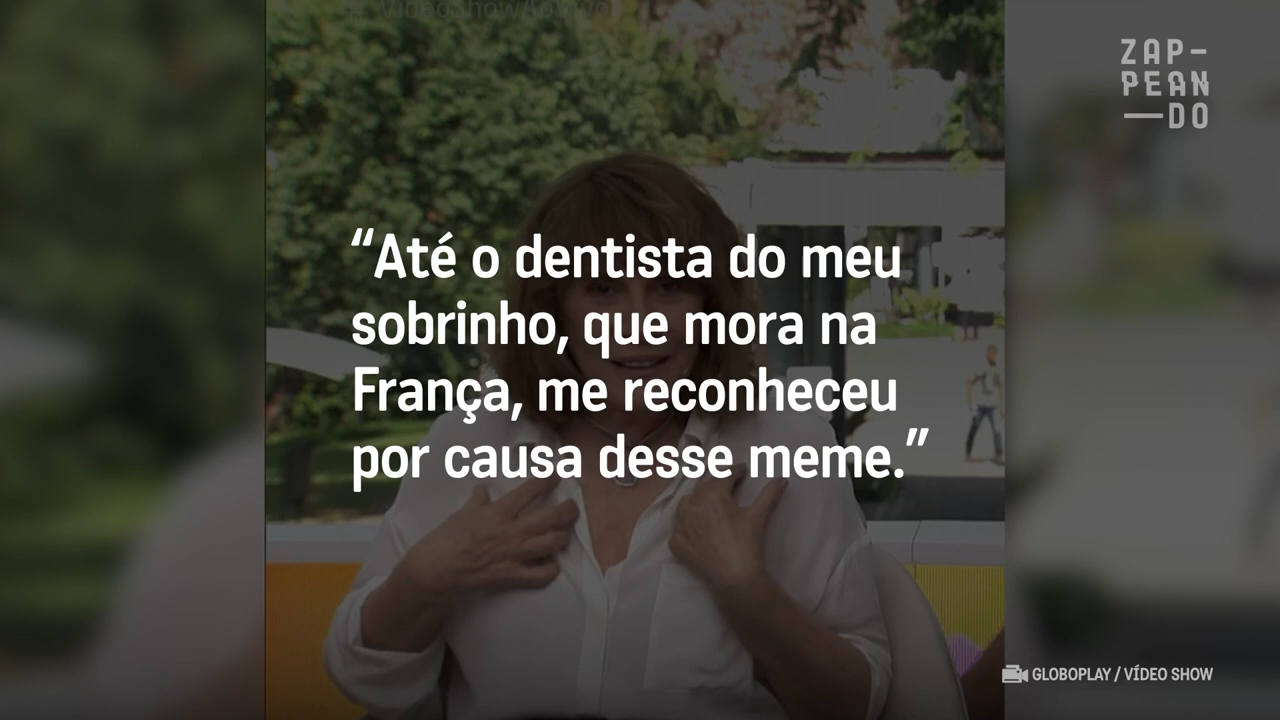 VideoShowAoVivo
ZAP-
PEAN
—DO
“Até o dentista do meu
sobrinho, que mora na
França, me reconheceu
por causa desse meme.”
GLOBOPLAY / VÍDEO SHOW